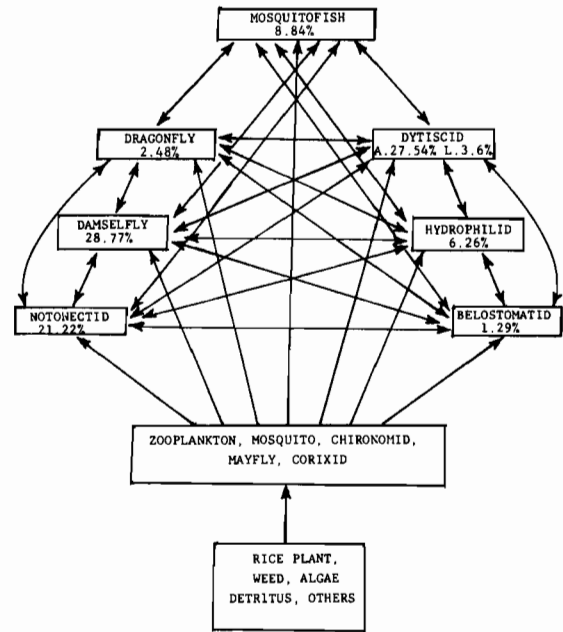 MOSQUITOFISH
8.84%
DRAGONFLY
2.48%
DYTISCID
A.27.54% L.3.6%
DAMSELFLY
28.77%
HYDROPHILID
6.26%
NOTONECTID
21.22%
BELOSTOMATID
1.29%
ZOOPLANKTON, MOSQUITO, CHIRONOMID,
MAYFLY, CORIXID
RICE PLANT,
WEED, ALGAE
DETRITUS, OTHERS